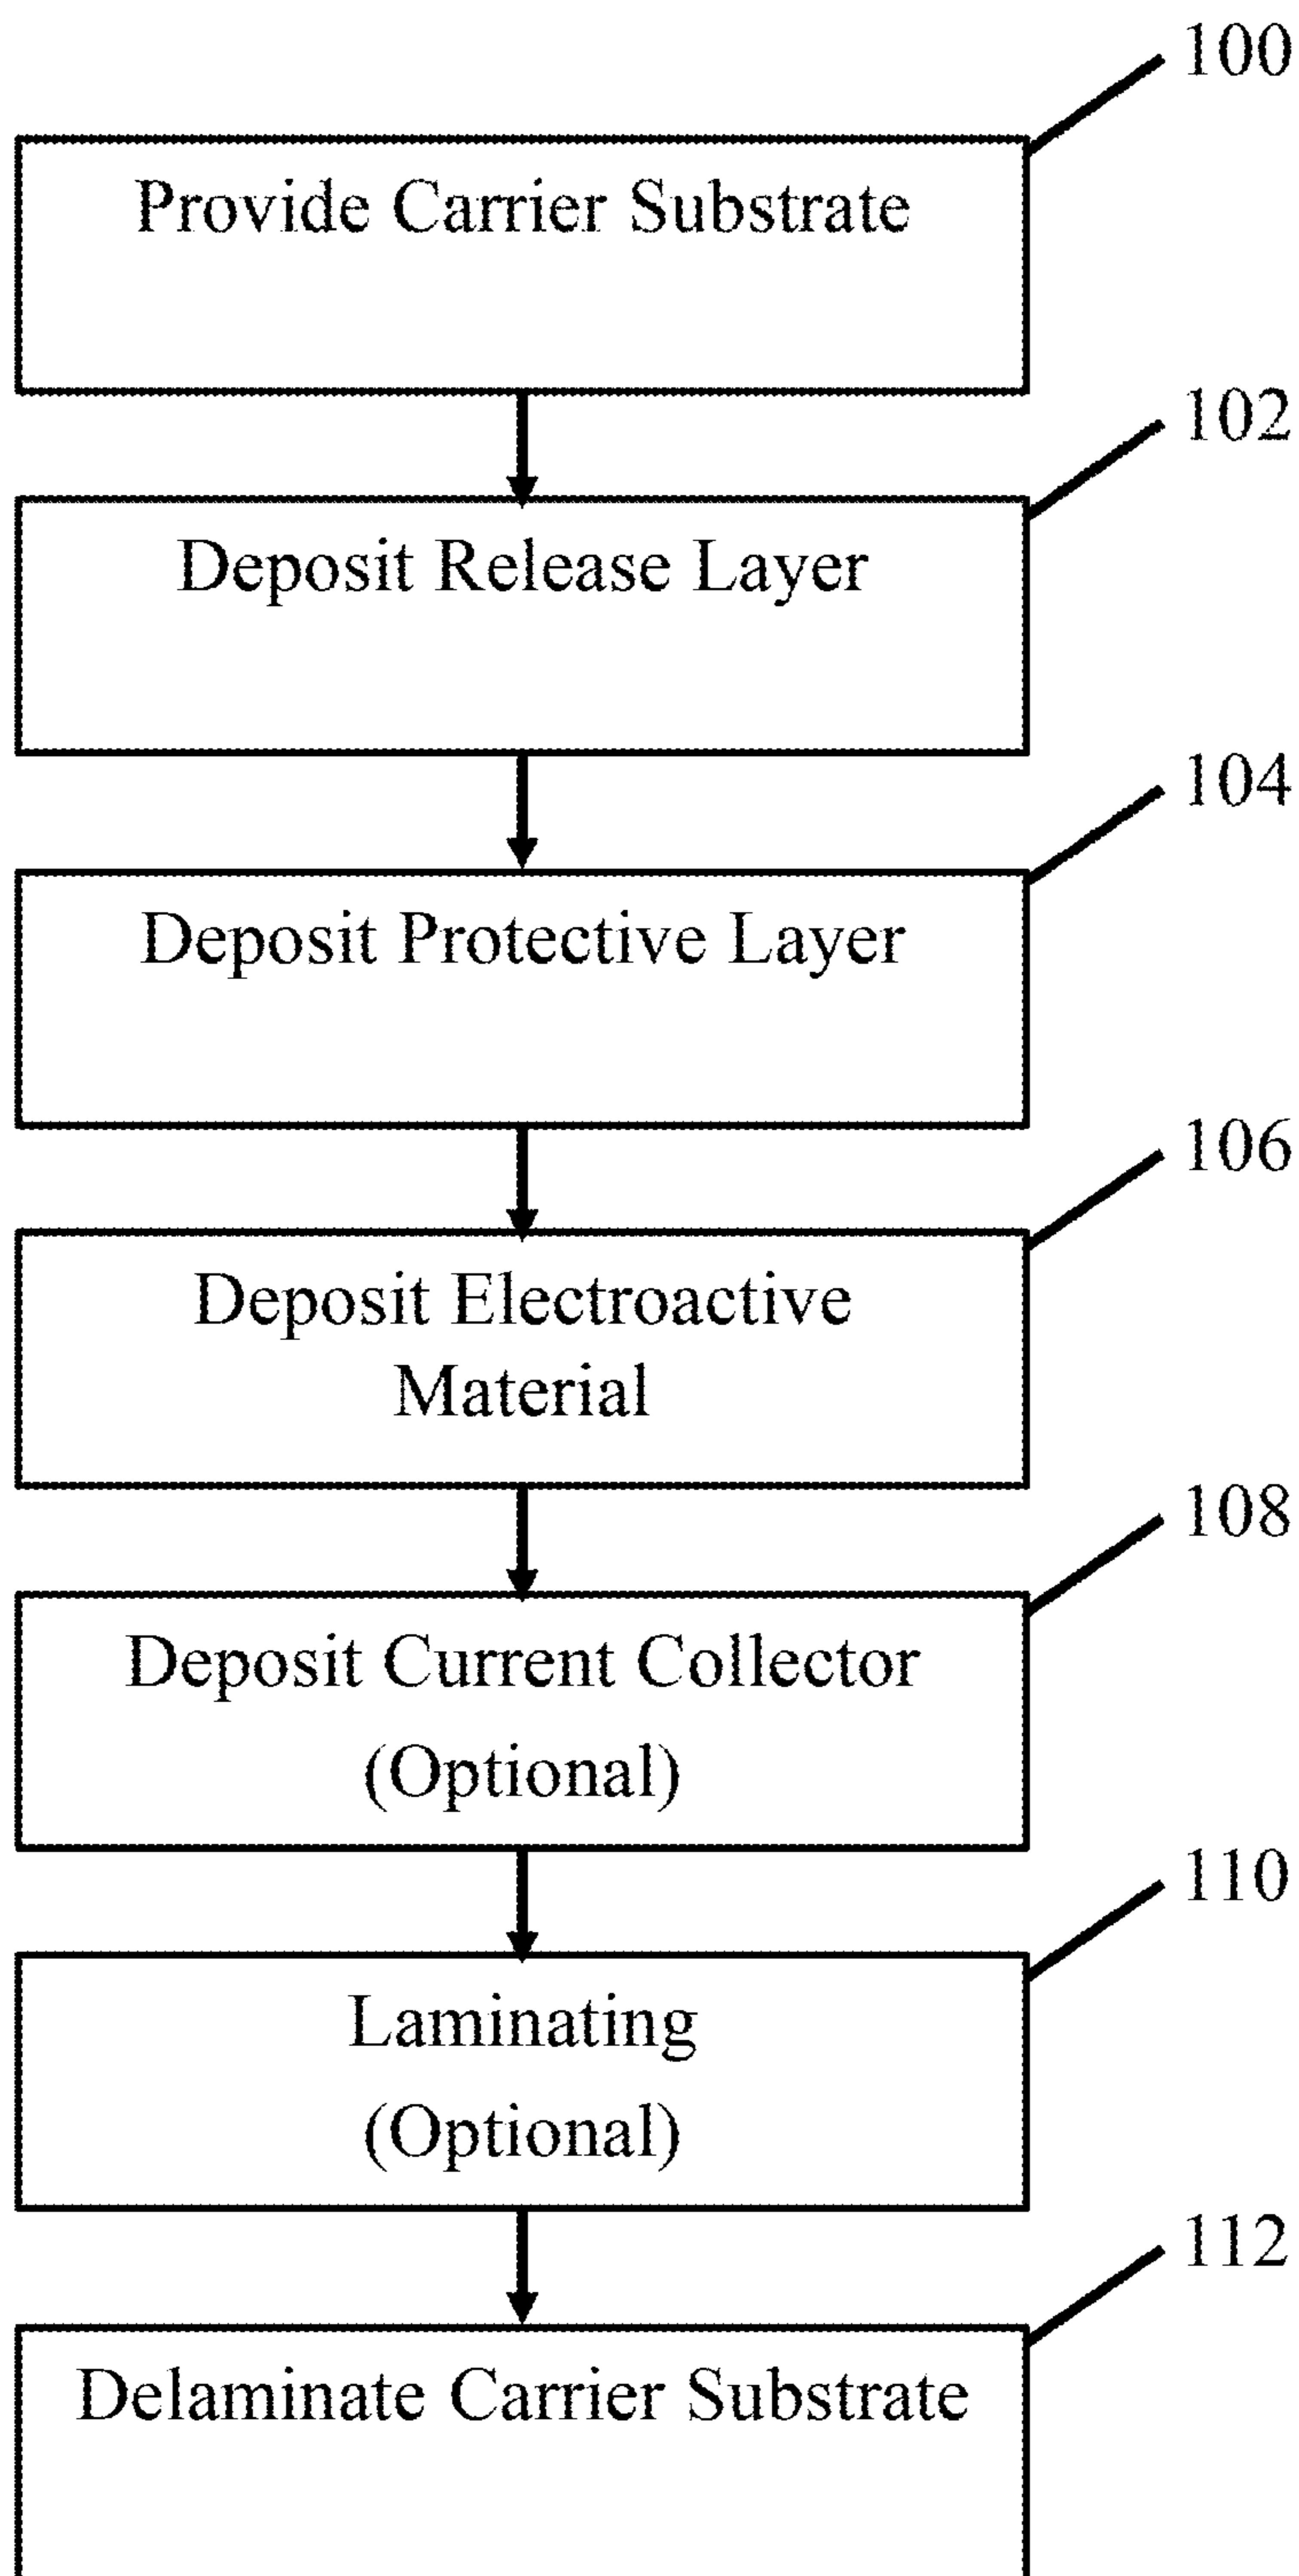 100
Provide Carrier Substrate
102
Deposit Release Layer
104
Deposit Protective Layer
106
Deposit Electroactive
Material
108
Deposit Current Collector
(Optional)
110
Laminating
(Optional)
112
Delaminate Carrier Substrate